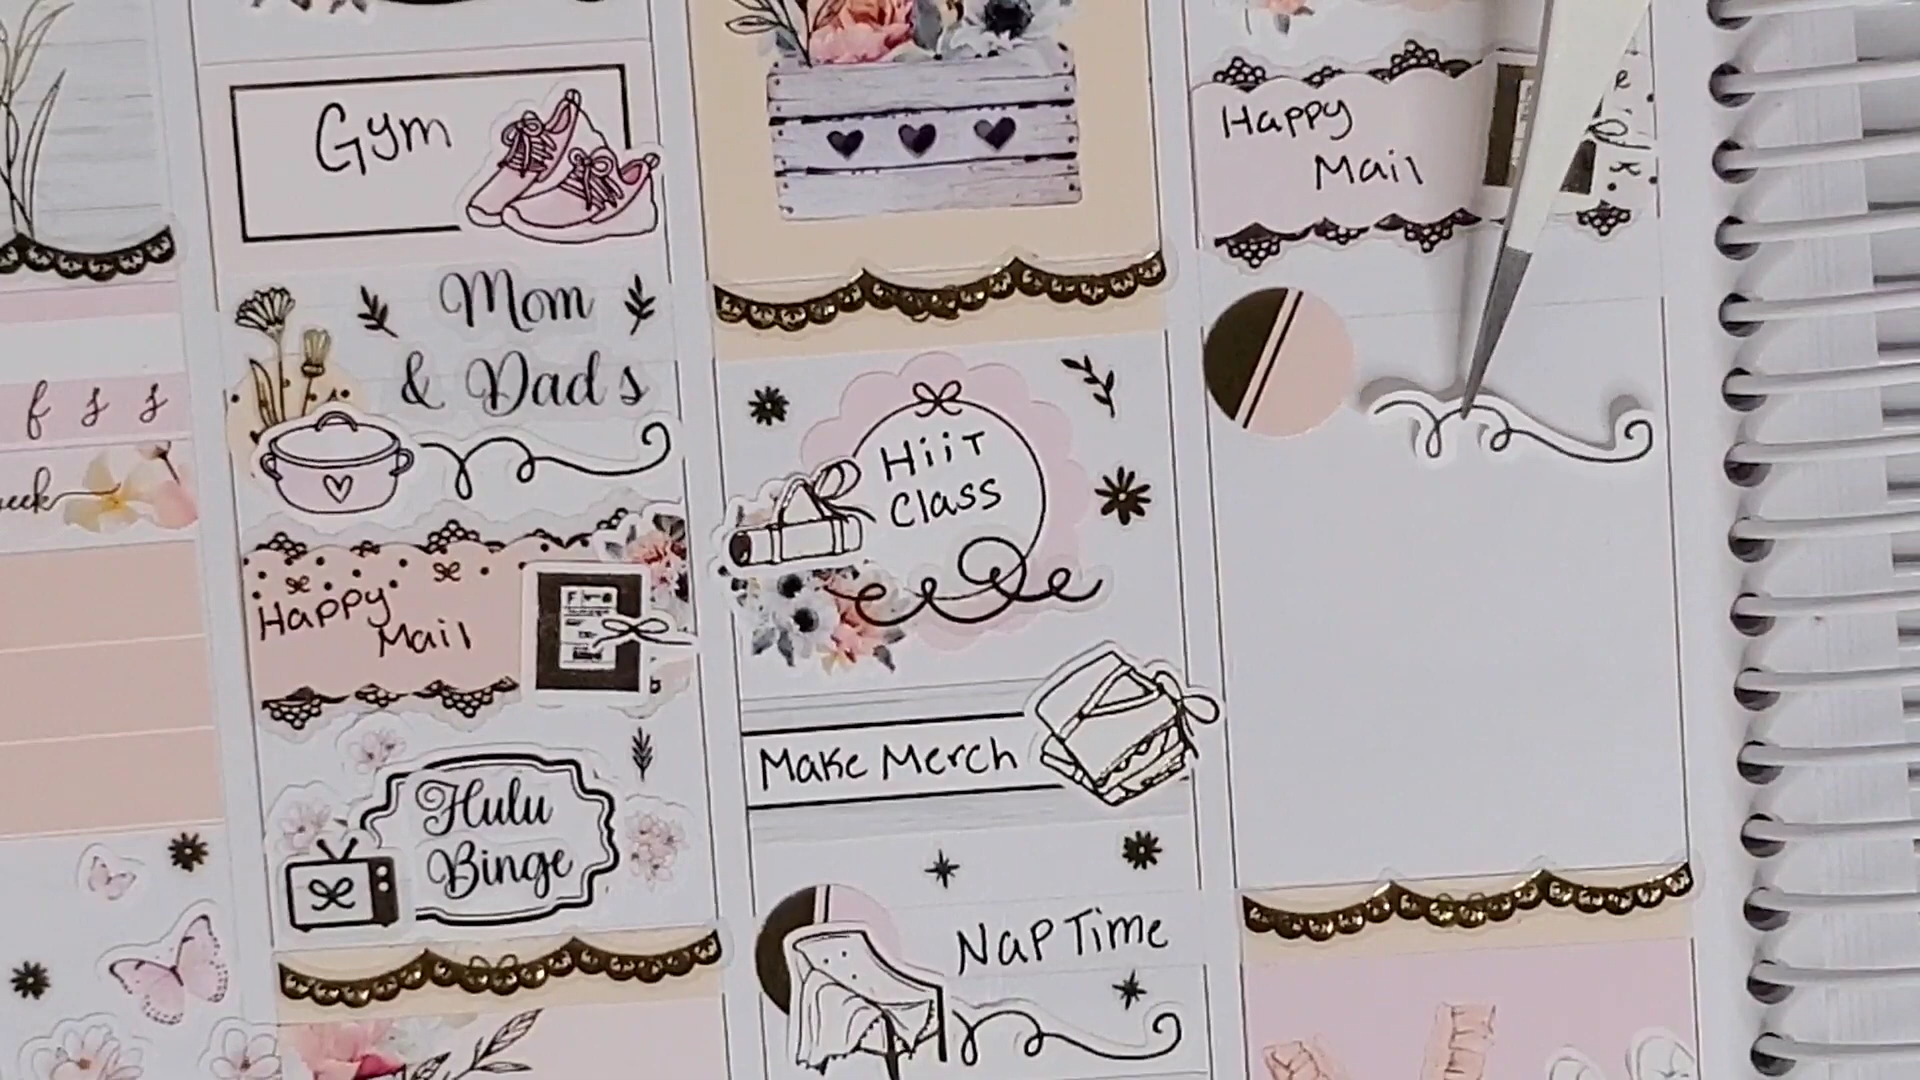 Gym
Mom
& Dad's
f s s
Happy
Mail
Hulu
Binge
Hiit
Class
Make Merch
Nap Time
Happy
Mail